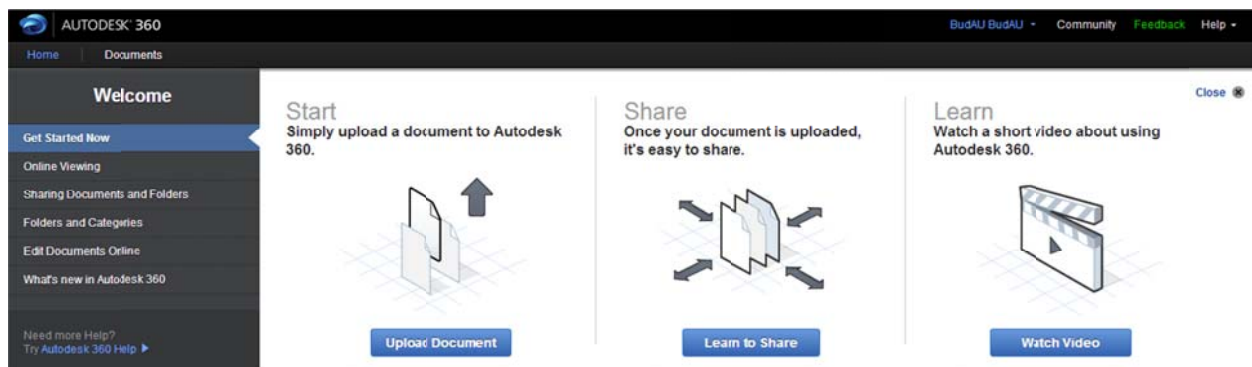 AUTODESK® 360
BudAU BudAU Community Feedback Help
Home Documents
Welcome
Get Started Now
Online Viewing
Sharing Documents and Folders
Folders and Categories
Edit Documents Online
What's new in Autodesk 360
Need more Help?
Try Autodesk 360 Help
Close
Start
Simply upload a document to Autodesk
360.
Upload Document
Share
Once your document is uploaded,
it's easy to share.
Learn to Share
Learn
Watch a short video about using
Autodesk 360.
Watch Video